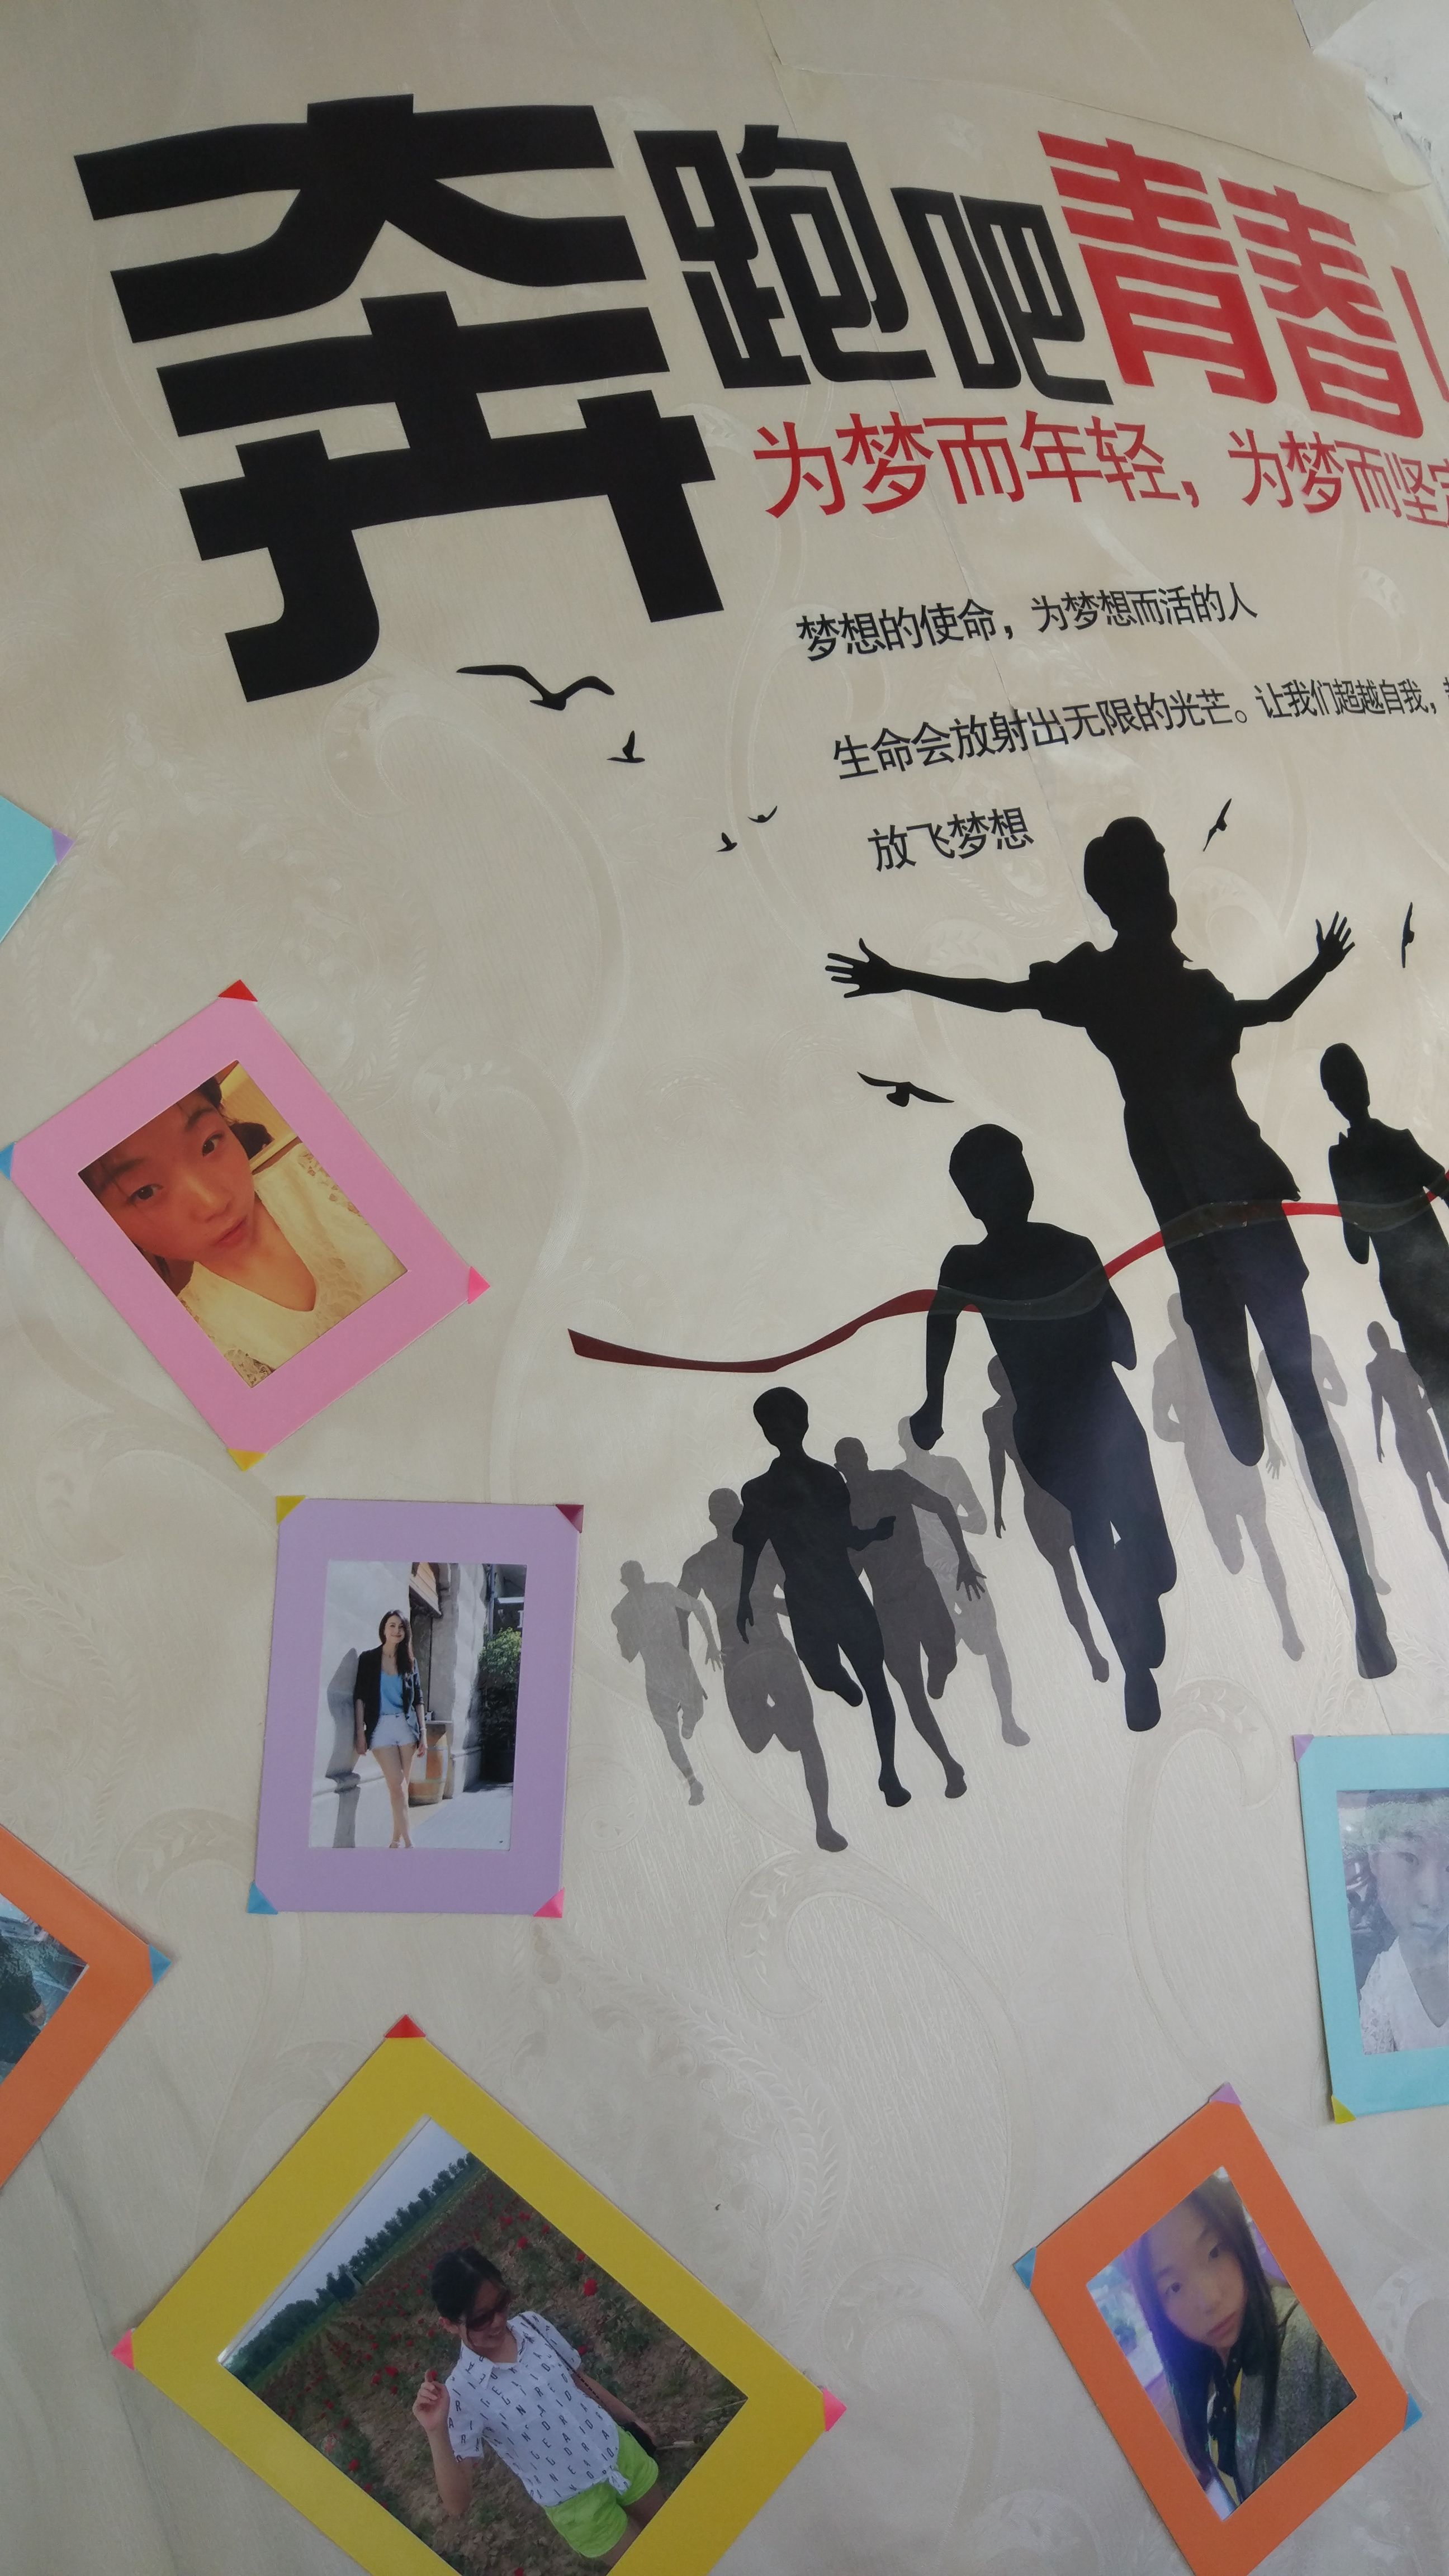 奔跑吧青春
为梦而年轻，为梦而坚定
梦想的使命，为梦想而活的人
生命会放射出无限的光芒。让我们超越自我，
放飞梦想